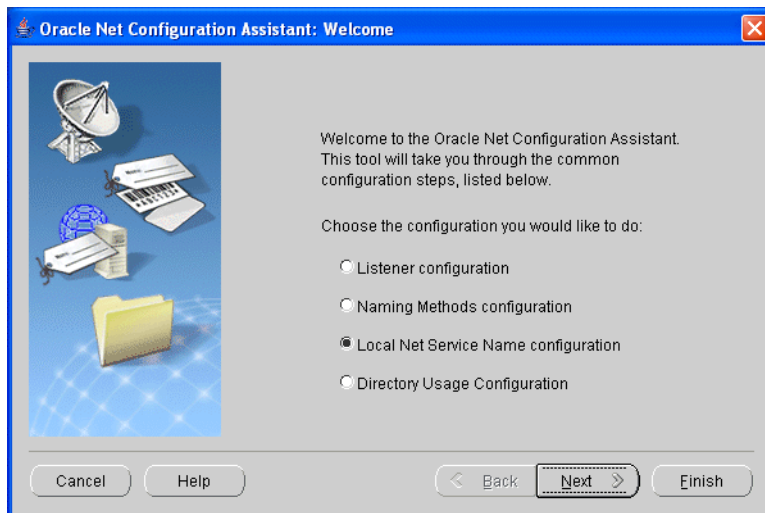 Oracle Net Configuration Assistant: Welcome
Welcome to the Oracle Net Configuration Assistant.
This tool will take you through the common
configuration steps, listed below.
Choose the configuration you would like to do:
Listener configuration
Naming Methods configuration
Local Net Service Name configuration
Directory Usage Configuration
Cancel
Help
Back
Next
Finish